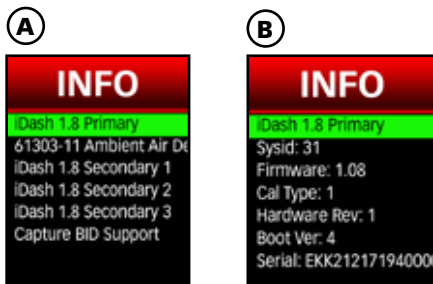 A
INFO
iDash 1.8 Primary
61303-11 Ambient Air De
iDash 1.8 Secondary 1
iDash 1.8 Secondary 2
iDash 1.8 Secondary 3
Capture BID Support
B
INFO
iDash 1.8 Primary
Sysid: 31
Firmware: 1.08
Cal Type: 1
Hardware Rev: 1
Boot Ver: 4
Serial: EKK21217194000